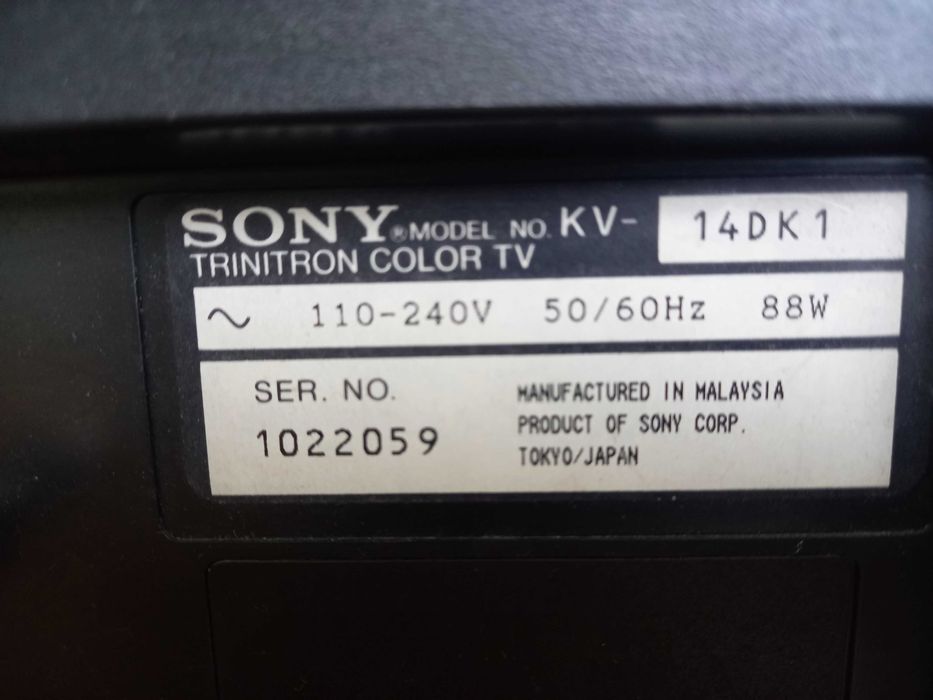 SONY® MODEL NO. KV- 14DK1
TRINITRON COLOR TV
~ 110-240V 50/60Hz 88W
SER. NO.
1022059
MANUFACTURED IN MALAYSIA
PRODUCT OF SONY CORP.
TOKYO/JAPAN